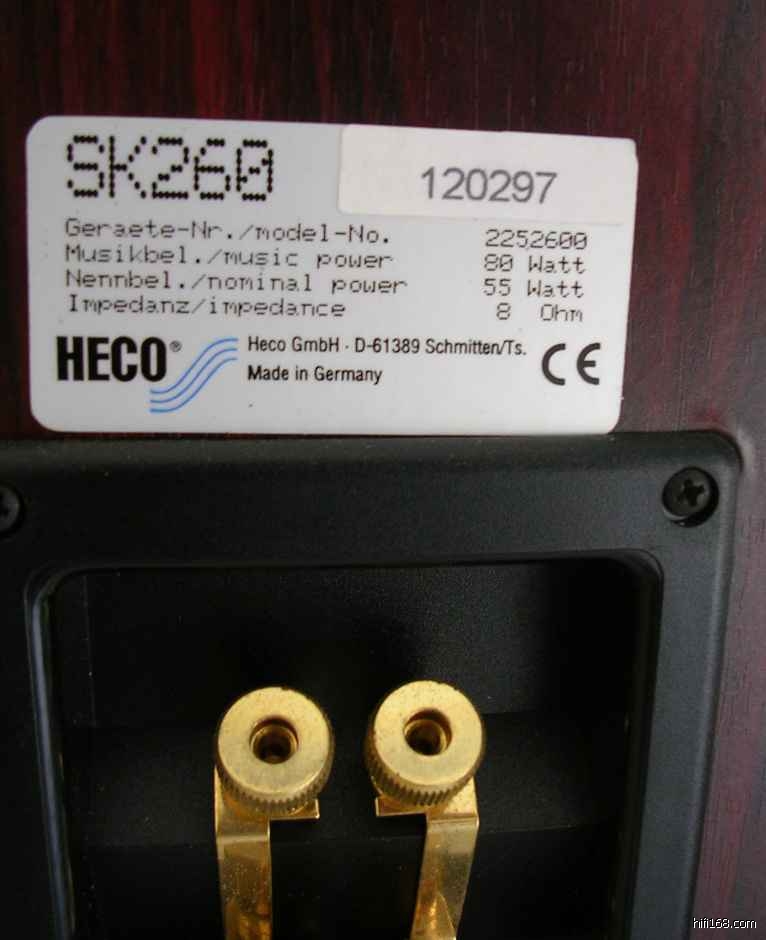 SK260
120297
Geraete-Nr./model-No. 2252600
Musikbel./music power 80 Watt
Nennbel./nominal power 55 Watt
Impedanz/impedance 8 Ohm
HECO® Heco GmbH · D-61389 Schmitten/Ts.
Made in Germany
CE
hifi168.com